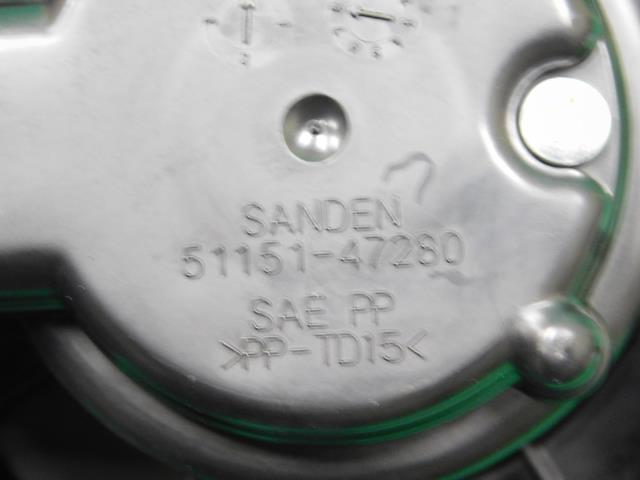 SANDEN
51151-47280
SAE PP
>PP-TD15<